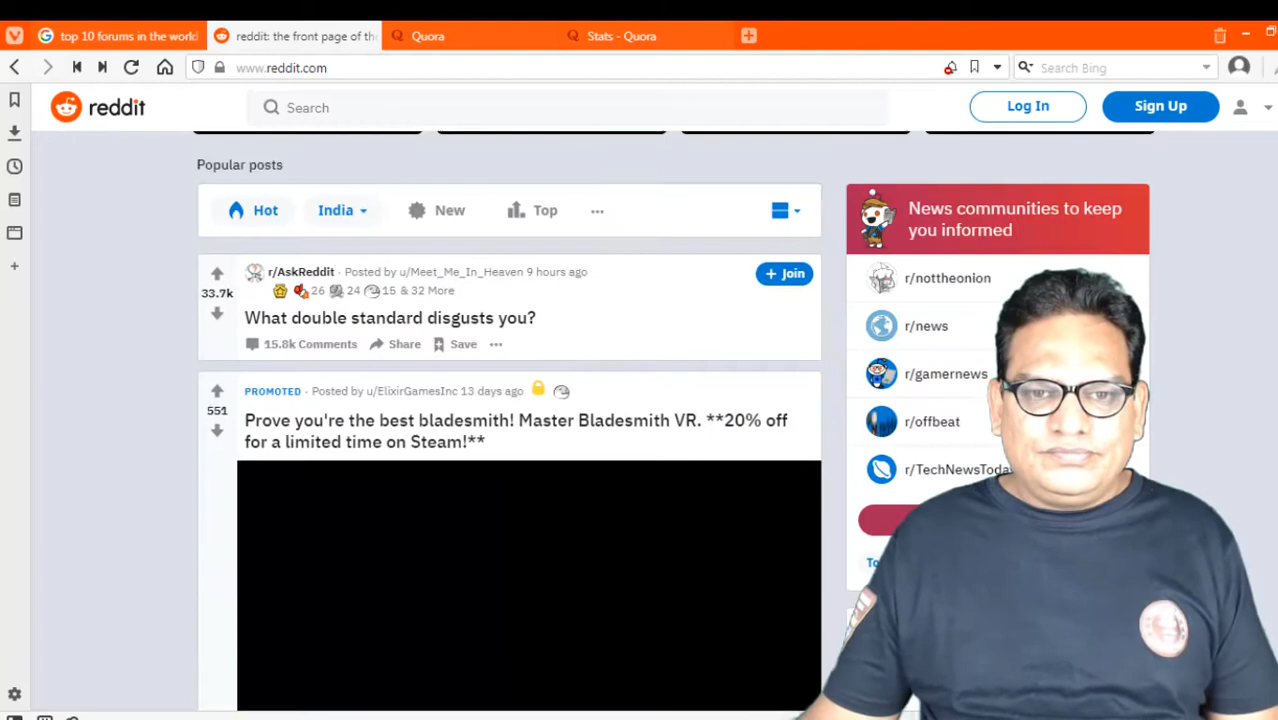 top 10 forums in the world
reddit: the front page of th
Quora
Stats - Quora
www.reddit.com
Search Bing
reddit
Search
Log In
Sign Up
Popular posts
Hot
India
New
Top
r/AskReddit · Posted by u/Meet_Me_In_Heaven 9 hours ago
26 24 15 & 32 More
+ Join
33.7k
What double standard disgusts you?
15.8k Comments
Share
Save
PROMOTED · Posted by u/ElixirGamesInc 13 days ago
551
Prove you're the best bladesmith! Master Bladesmith VR. **20% off
for a limited time on Steam!**
News communities to keep
you informed
r/nottheonion
r/news
r/gamernews
r/offbeat
r/TechNewsToda
To